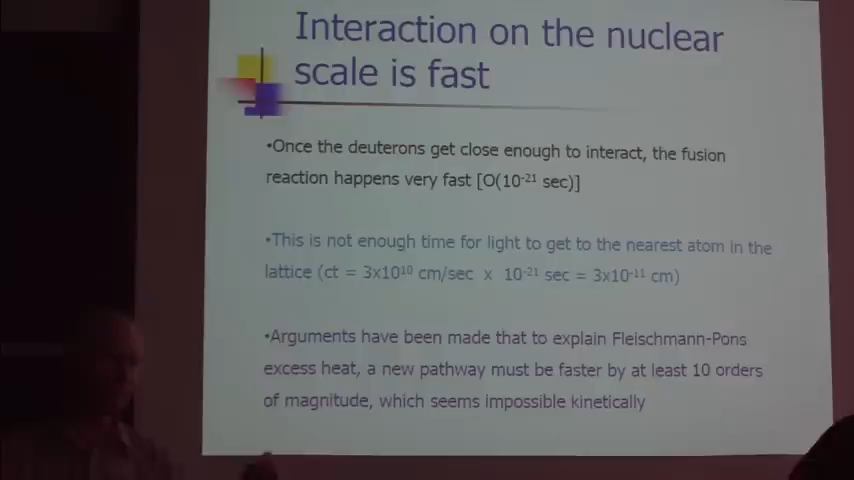 Interaction on the nuclear
scale is fast
•Once the deuterons get close enough to interact, the fusion
reaction happens very fast [O(10⁻²¹ sec)]
•This is not enough time for light to get to the nearest atom in the
lattice (ct = 3x10¹⁰ cm/sec x 10⁻²¹ sec = 3x10⁻¹¹ cm)
•Arguments have been made that to explain Fleischmann-Pons
excess heat, a new pathway must be faster by at least 10 orders
of magnitude, which seems impossible kinetically